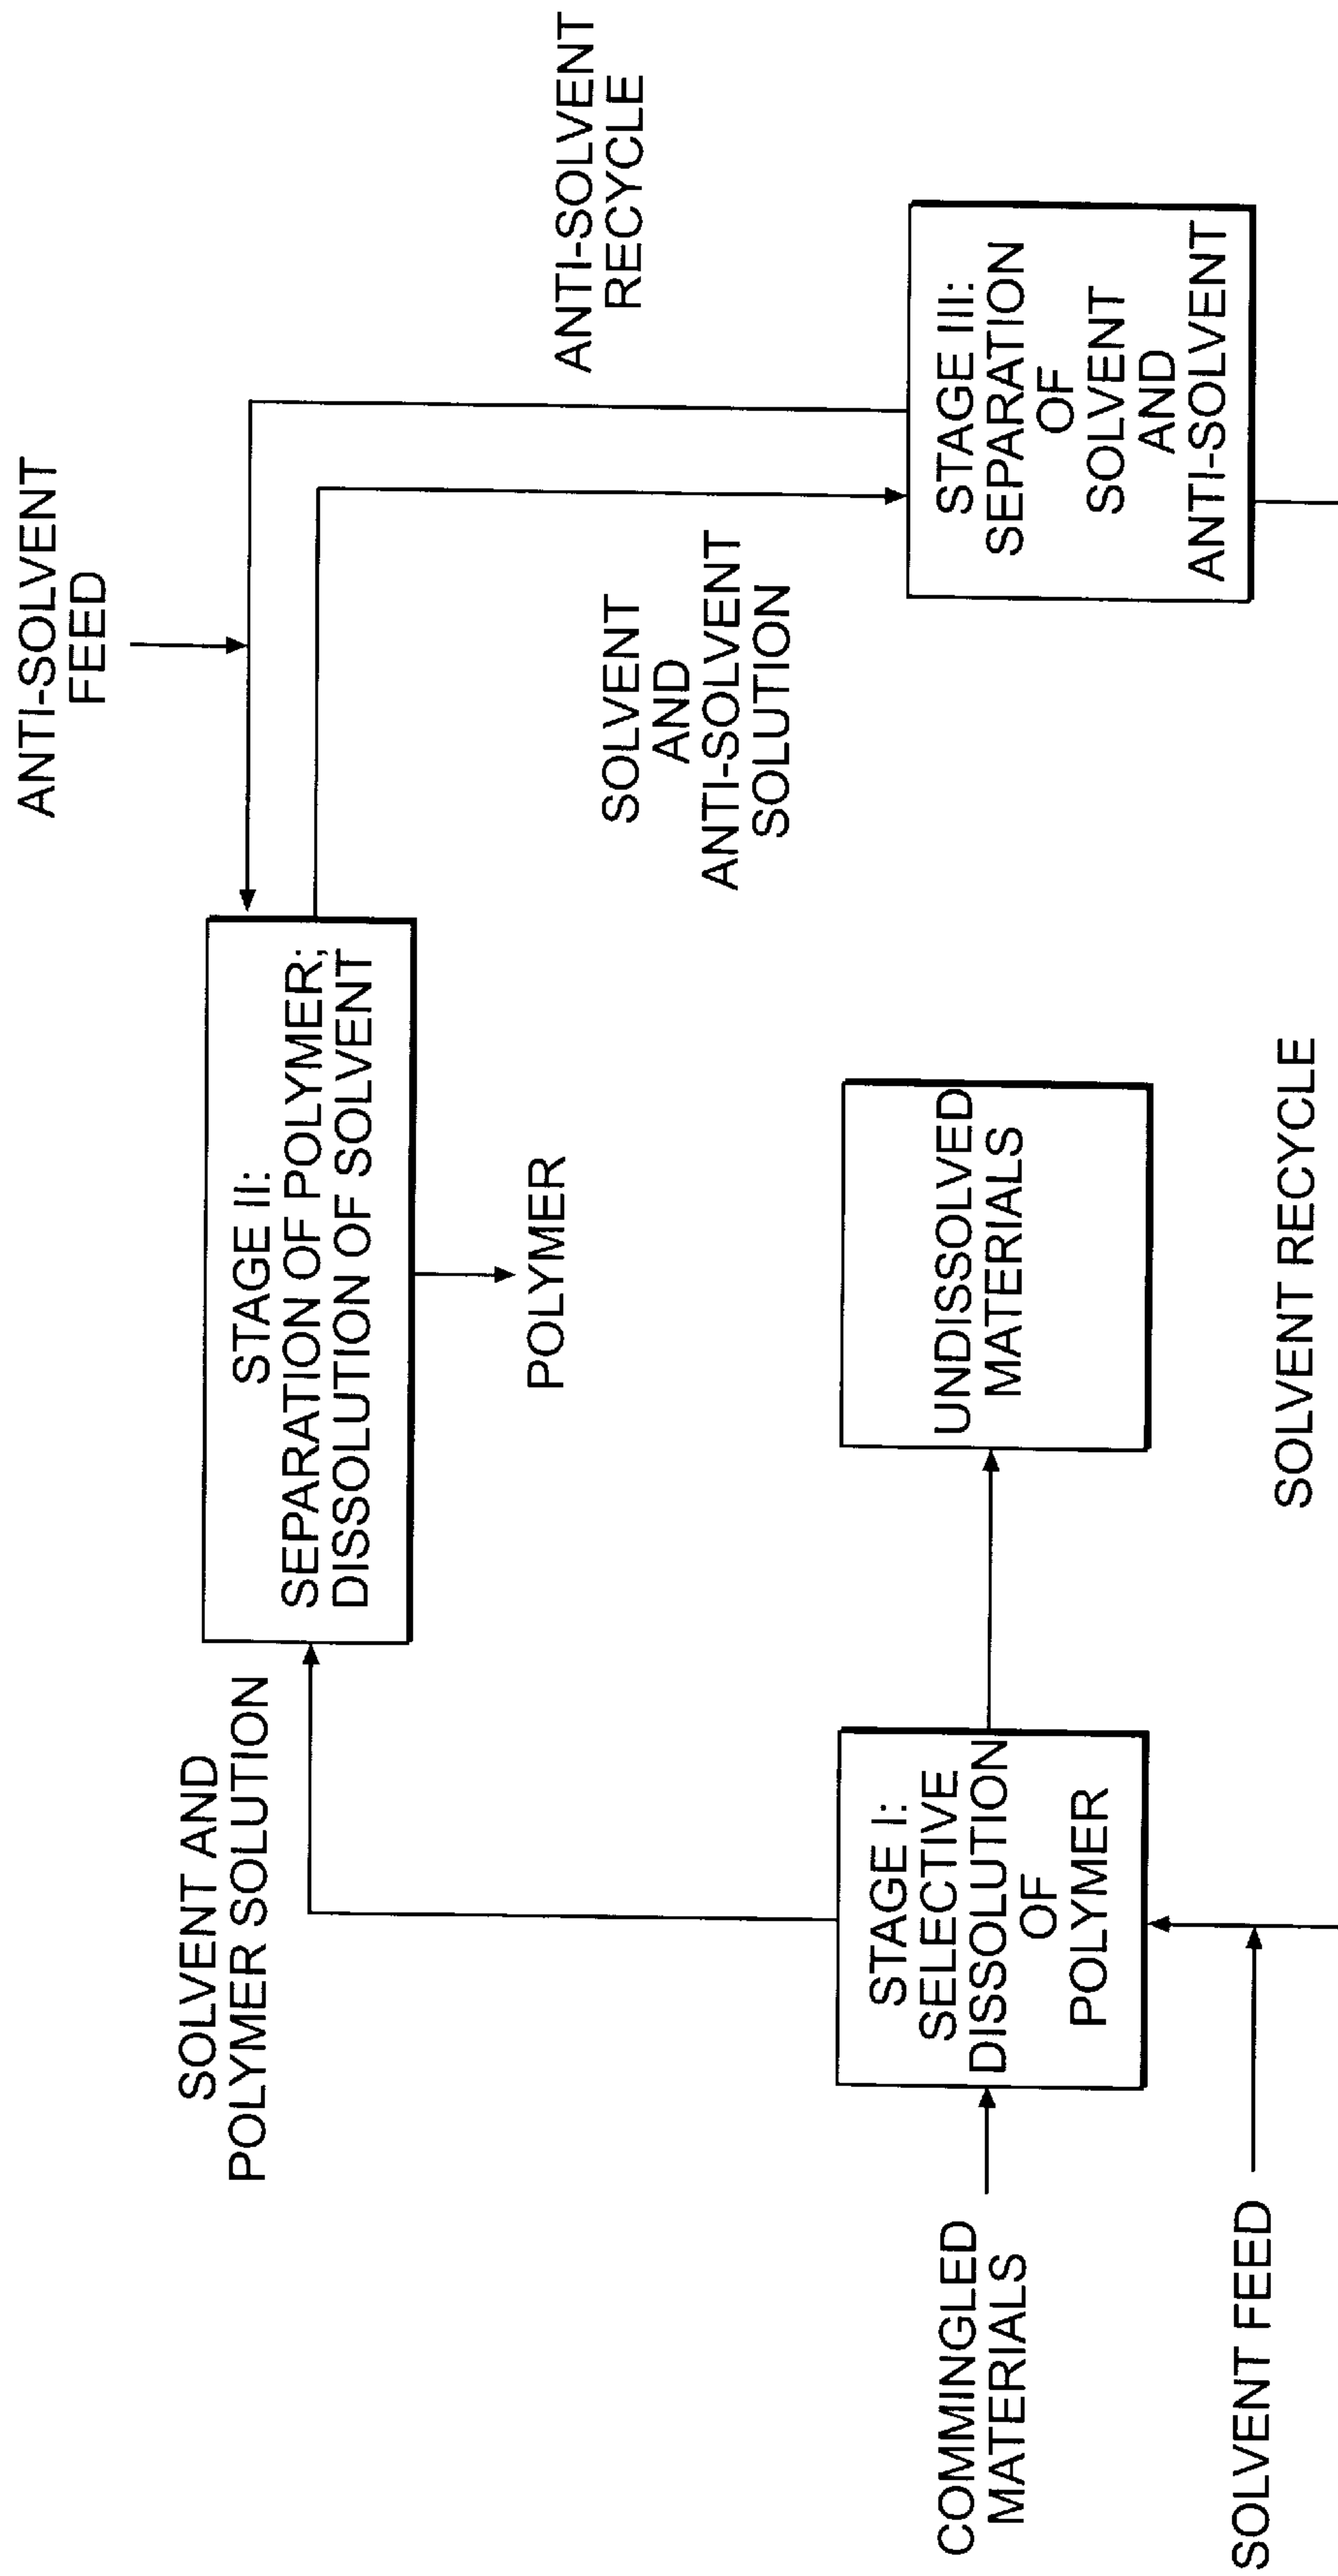 ANTI-SOLVENT
FEED
SOLVENT AND
POLYMER SOLUTION
STAGE II:
SEPARATION OF POLYMER;
DISSOLUTION OF SOLVENT
ANTI-SOLVENT
RECYCLE
POLYMER
SOLVENT
AND
ANTI-SOLVENT
SOLUTION
COMMINGLED
MATERIALS
STAGE I:
SELECTIVE
DISSOLUTION
OF
POLYMER
UNDISSOLVED
MATERIALS
STAGE III:
SEPARATION
OF
SOLVENT
AND
ANTI-SOLVENT
SOLVENT FEED
SOLVENT RECYCLE